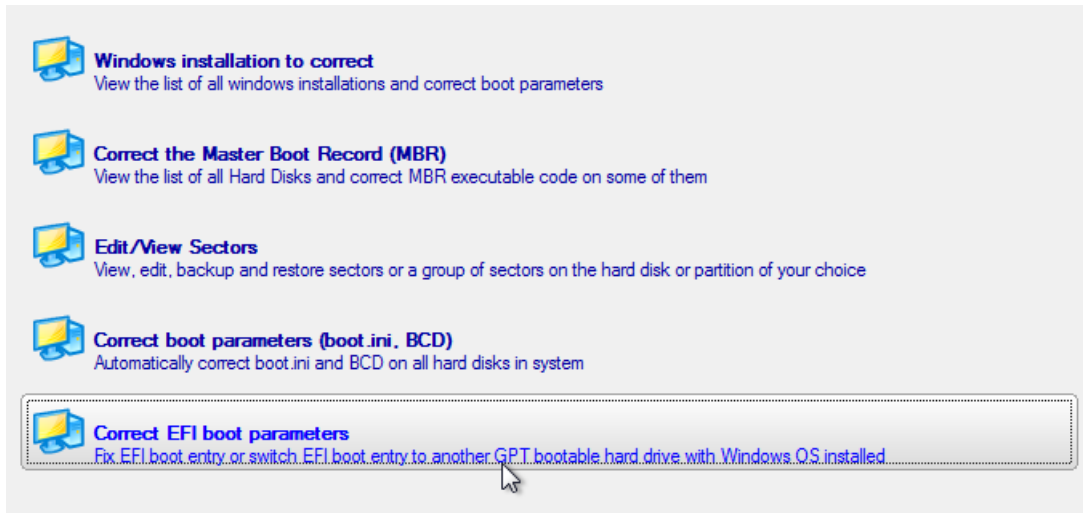 Windows installation to correct
View the list of all windows installations and correct boot parameters
Correct the Master Boot Record (MBR)
View the list of all Hard Disks and correct MBR executable code on some of them
Edit/View Sectors
View, edit, backup and restore sectors or a group of sectors on the hard disk or partition of your choice
Correct boot parameters (boot.ini, BCD)
Automatically correct boot.ini and BCD on all hard disks in system
Correct EFI boot parameters
Fix EFI boot entry or switch EFI boot entry to another GPT bootable hard drive with Windows OS installed